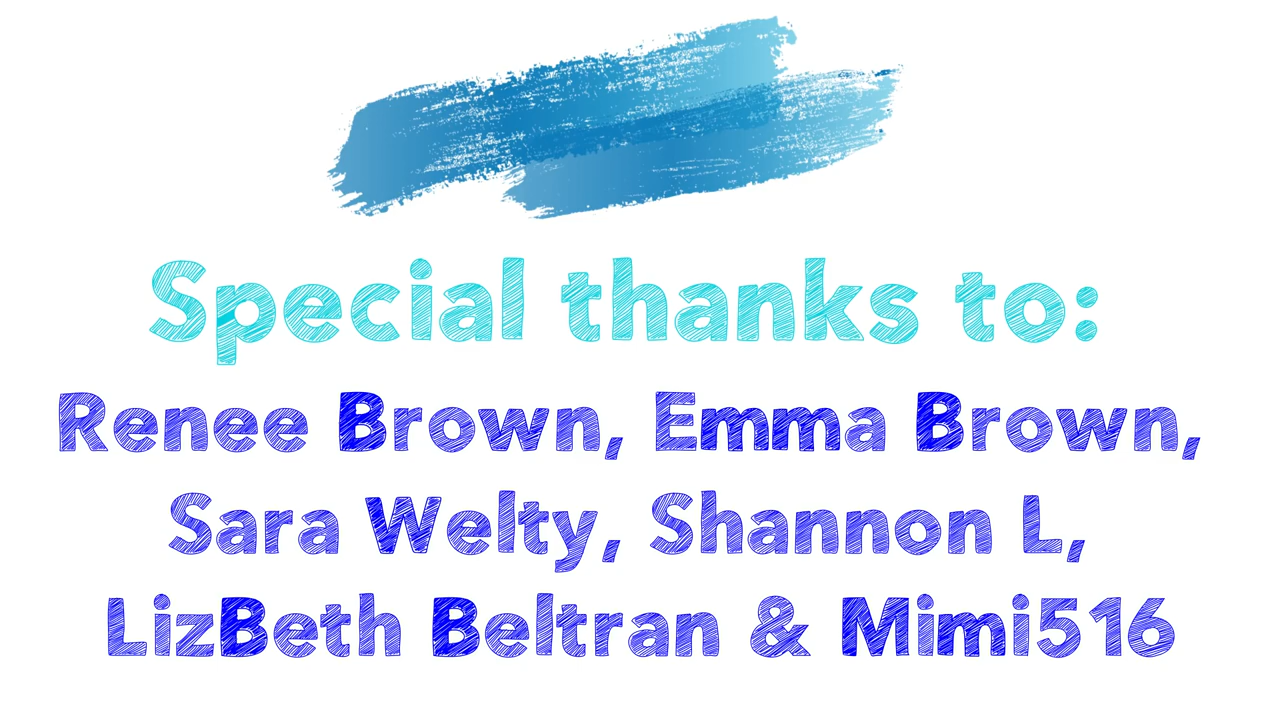 Special thanks to:
Renee Brown, Emma Brown,
Sara Welty, Shannon L,
LizBeth Beltran & Mimi516